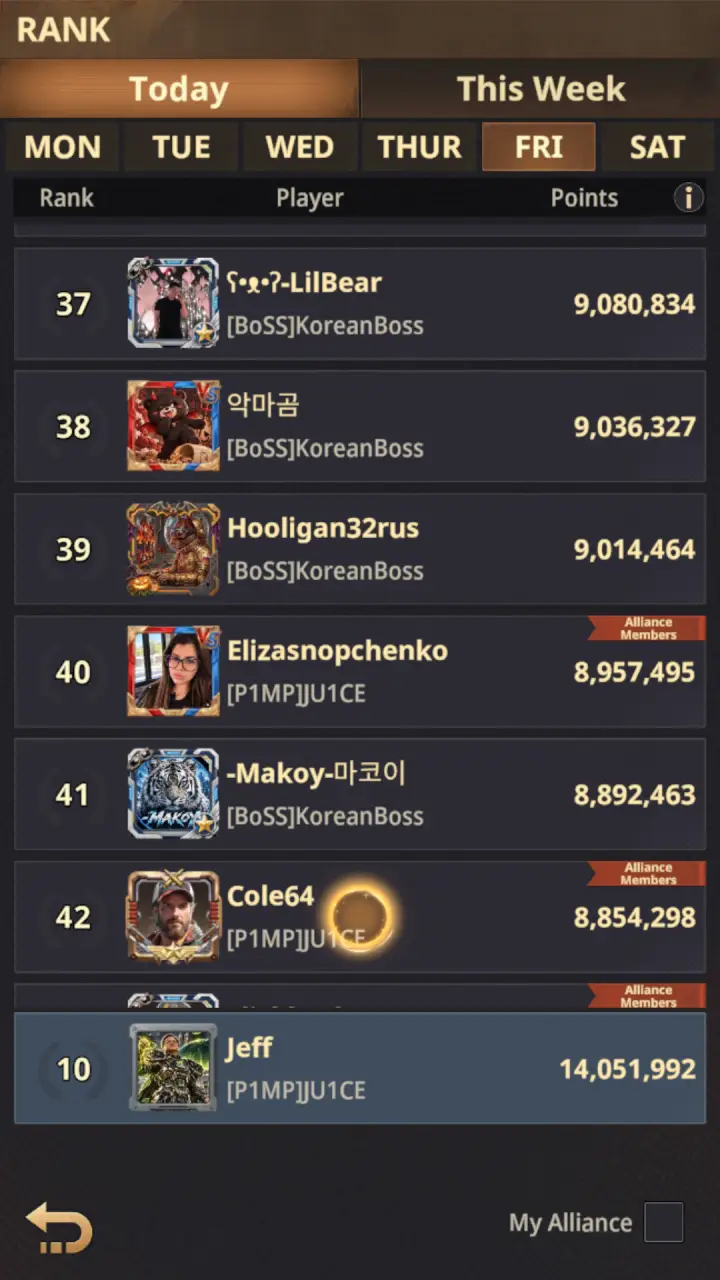 RANK
Today
This Week
MON
TUE
WED
THUR
FRI
SAT
Rank
Player
Points
i
37
ʕ•ᴥ•ʔ-LilBear
[BoSS]KoreanBoss
9,080,834
38
악마곰
[BoSS]KoreanBoss
9,036,327
39
Hooligan32rus
[BoSS]KoreanBoss
9,014,464
Alliance
Members
40
Elizasnopchenko
[P1MP]JU1CE
8,957,495
41
-Makoy-마코이
[BoSS]KoreanBoss
8,892,463
-MAKOY-
Alliance
Members
42
Cole64
[P1MP]JU1CE
8,854,298
Alliance
Members
10
Jeff
[P1MP]JU1CE
14,051,992
My Alliance